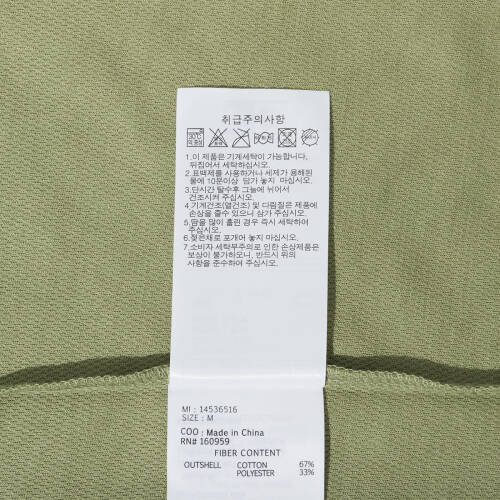 취급주의사항
30℃
1.이 제품은 기계세탁이 가능합니다,
뒤집어서 세탁하십시오.
2.표백제를 사용하거나 세제가 용해된
물에 10분이상 담가 놓지 마십시오.
3.단시간 탈수후 그늘에 뉘어서
건조시켜 주십시오.
4.기계건조(열건조) 및 다림질은 제품에
손상을 줄수 있으니 삼가 주십시오.
5.땀을 많이 흘린 경우 즉시 세탁하여
주십시오.
6.젖은채로 포개어 놓지 마십시오.
7.소비자 세탁부주의로 인한 손상제품은
보상이 불가하오니, 반드시 위의
사항을 준수하여 주십시오.
MI : 14536516
SIZE : M
COO : Made in China
RN# 160959
FIBER CONTENT
OUTSHELL COTTON 67%
POLYESTER 33%